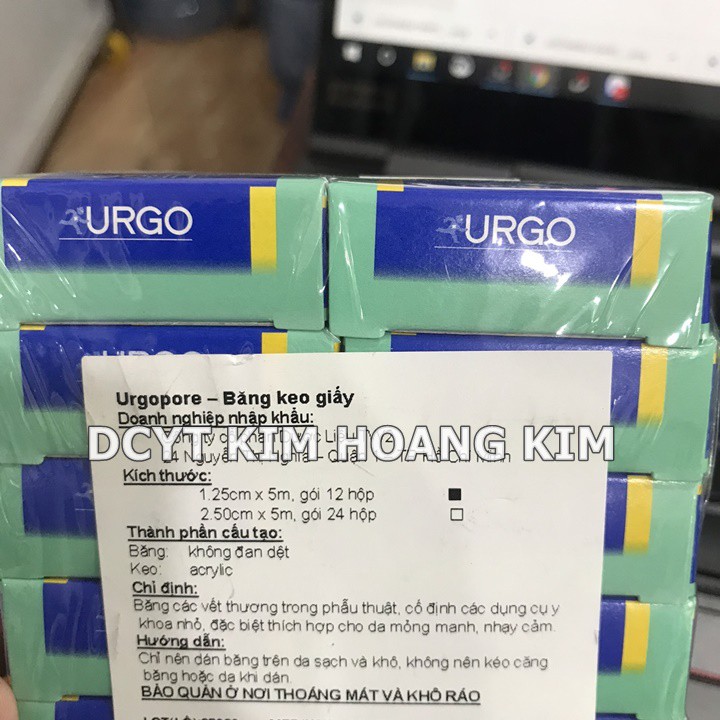 URGO
URGO
URGO
Urgopore – Băng keo giấy
Doanh nghiệp nhập khẩu:
DCYT KIM HOANG KIM
Kích thước:
1.25cm x 5m, gói 12 hộp ■
2.50cm x 5m, gói 24 hộp □
Thành phần cấu tạo:
Băng: không đan dệt
Keo: acrylic
Chỉ định:
Băng các vết thương trong phẫu thuật, cố định các dụng cụ y
khoa nhỏ, đặc biệt thích hợp cho da mỏng manh, nhạy cảm.
Hướng dẫn:
Chỉ nên dán băng trên da sạch và khô, không nên kéo căng
băng hoặc da khi dán.
BẢO QUẢN Ở NƠI THOÁNG MÁT VÀ KHÔ RÁO